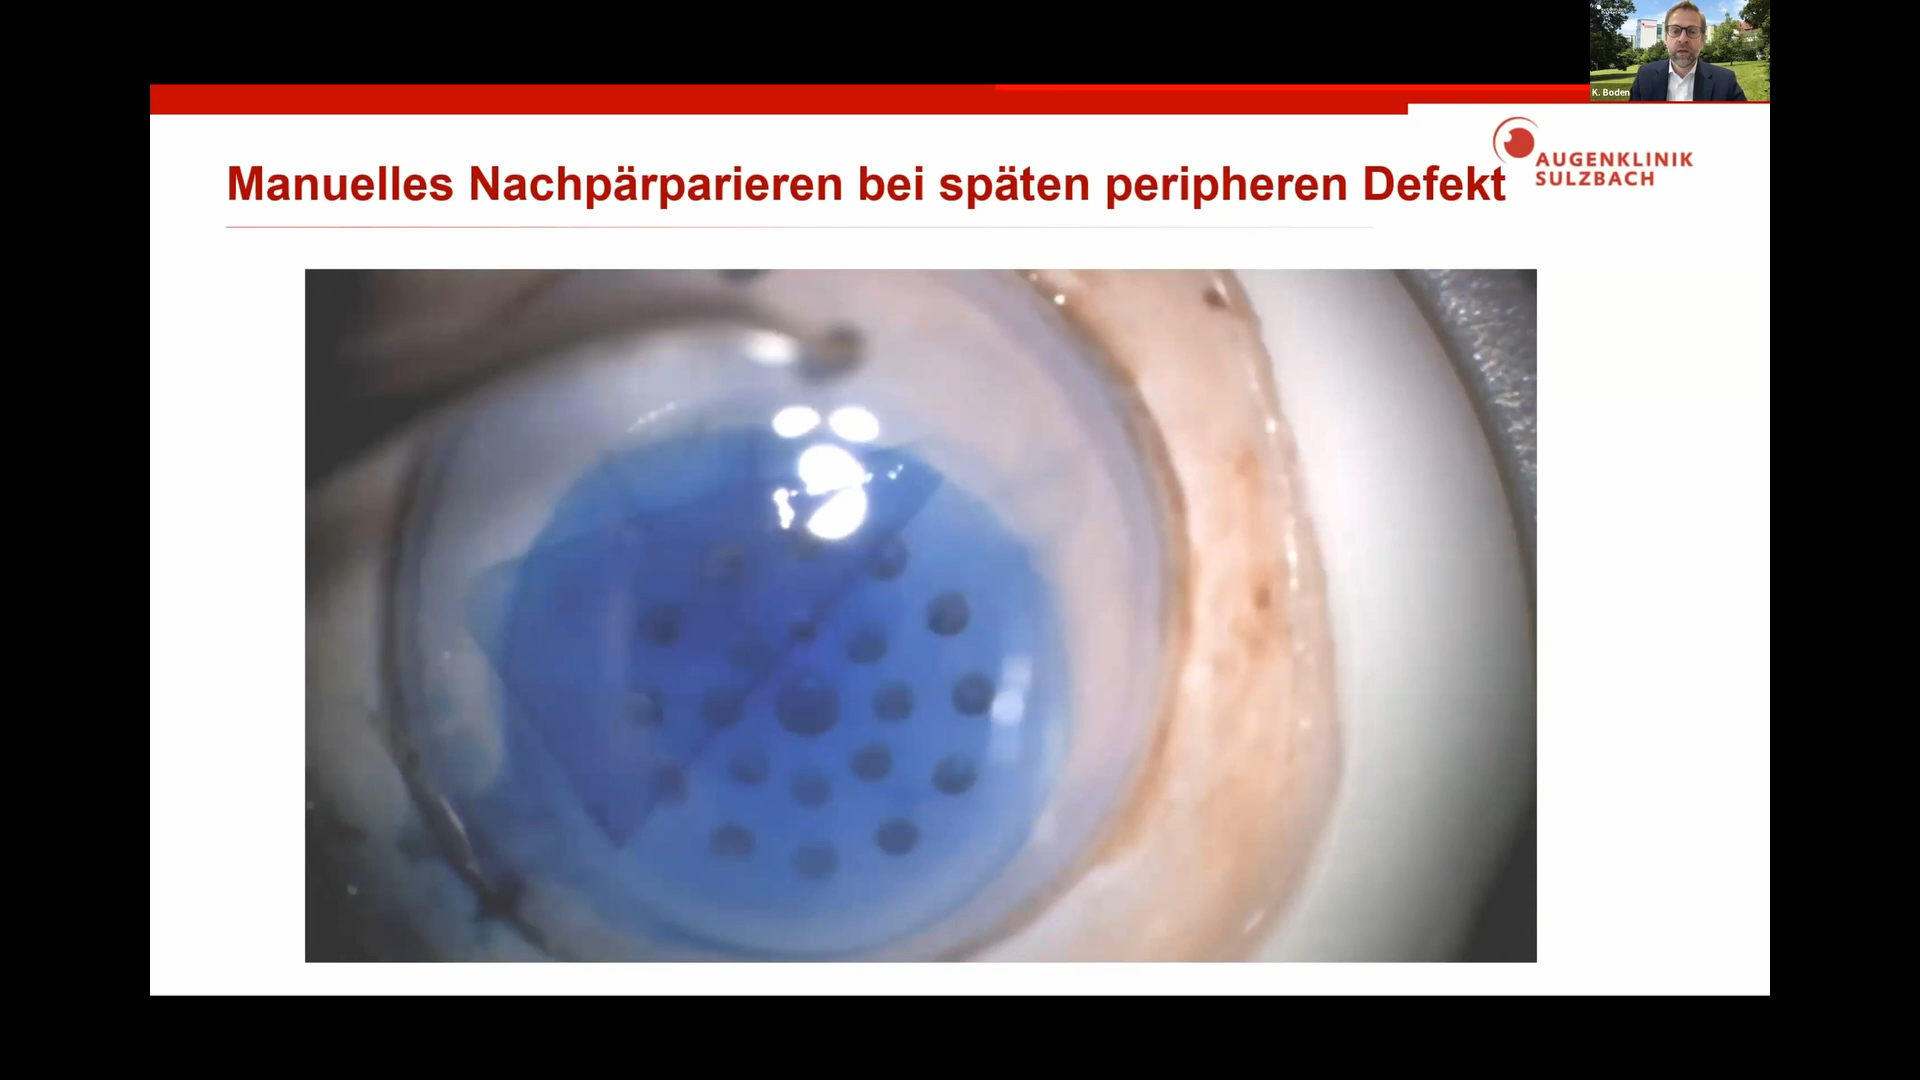 K. Boden
AUGENKLINIK
SULZBACH
Manuelles Nachpärparieren bei späten peripheren Defekt